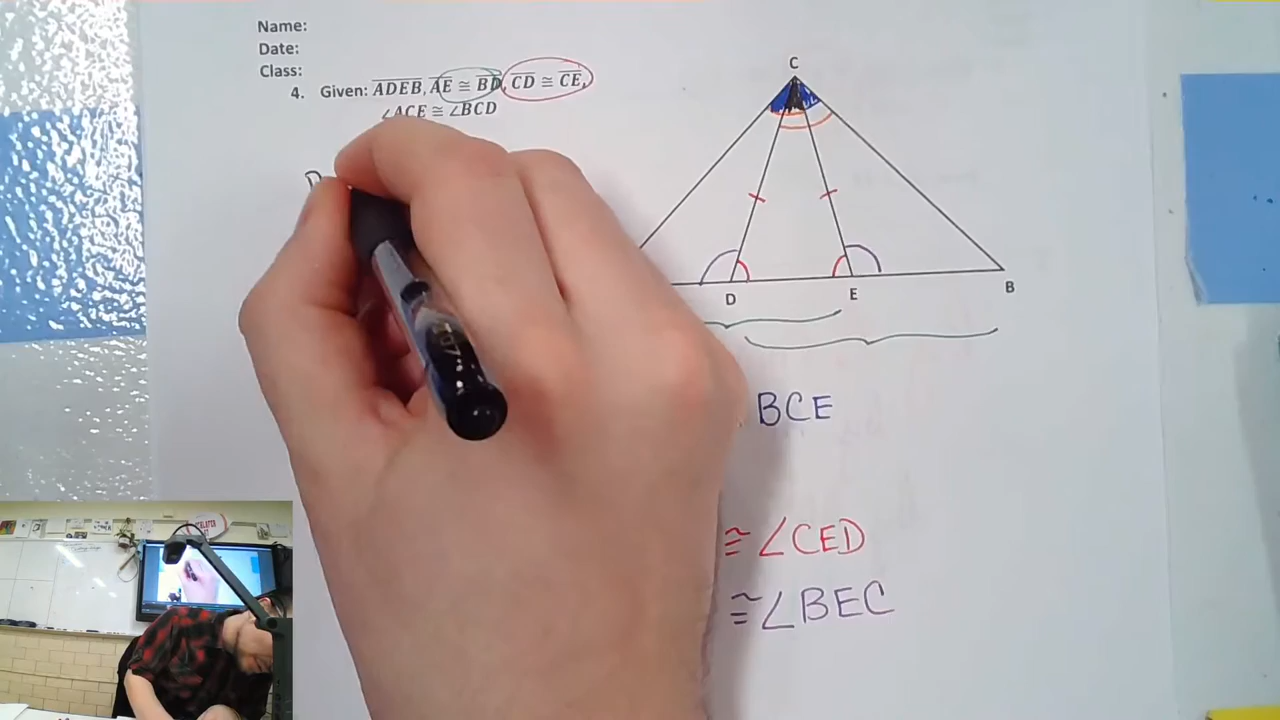 Name:
Date:
Class:
4. Given: ADEB, AE ≅ BD, CD ≅ CE,
∠ACE ≅ ∠BCD
C
D
E
B
BCE
≅ ∠CED
≅ ∠BEC